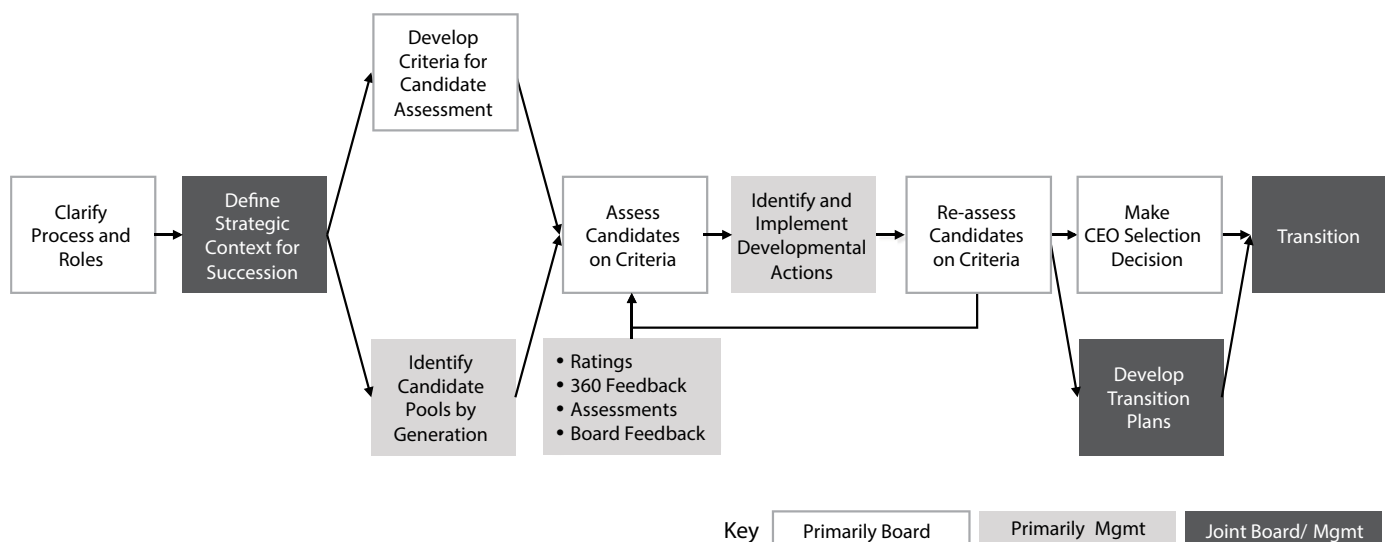 Develop
Criteria for
Candidate
Assessment
Clarify
Process and
Roles
Define
Strategic
Context for
Succession
Assess
Candidates
on Criteria
Identify and
Implement
Developmental
Actions
Re-assess
Candidates
on Criteria
Make
CEO Selection
Decision
Transition
Identify
Candidate
Pools by
Generation
• Ratings
• 360 Feedback
• Assessments
• Board Feedback
Develop
Transition
Plans
Key
Primarily Board
Primarily Mgmt
Joint Board/ Mgmt